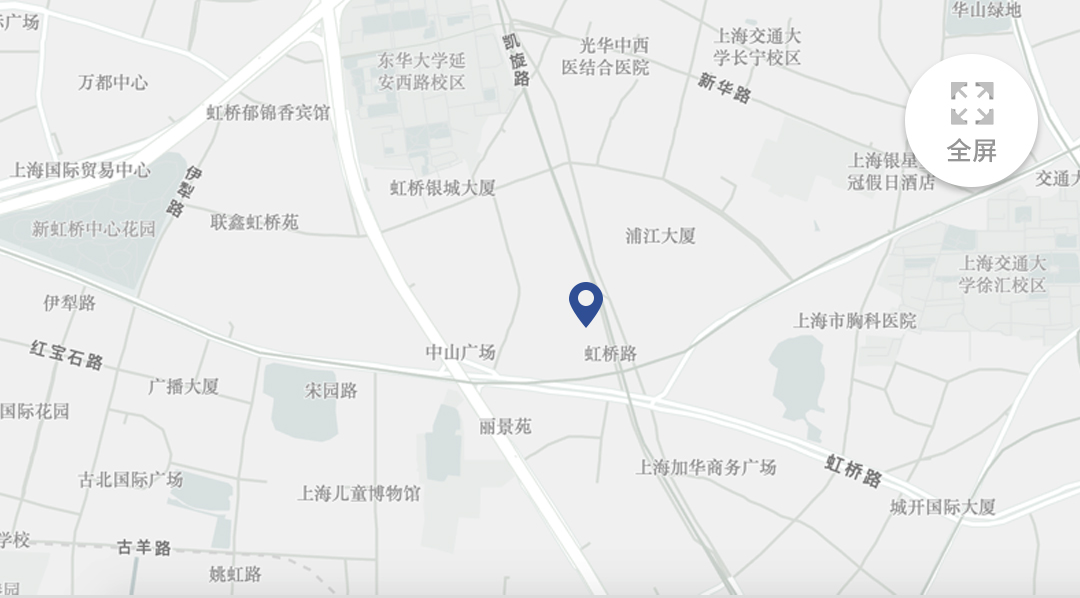 华山绿地
广场
凯旋路
光华中西
医结合医院
上海交通大
学长宁校区
东华大学延
安西路校区
万都中心
新华路
虹桥郁锦香宾馆
全屏
上海国际贸易中心
伊犁路
虹桥银城大厦
上海银星
冠假日酒店
交通大
新虹桥中心花园
联鑫虹桥苑
浦江大厦
上海交通大
学徐汇校区
伊犁路
上海市胸科医院
红宝石路
中山广场
虹桥路
广播大厦
宋园路
国际花园
丽景苑
上海加华商务广场
虹桥路
古北国际广场
上海儿童博物馆
城开国际大厦
学校
古羊路
姚虹路
园